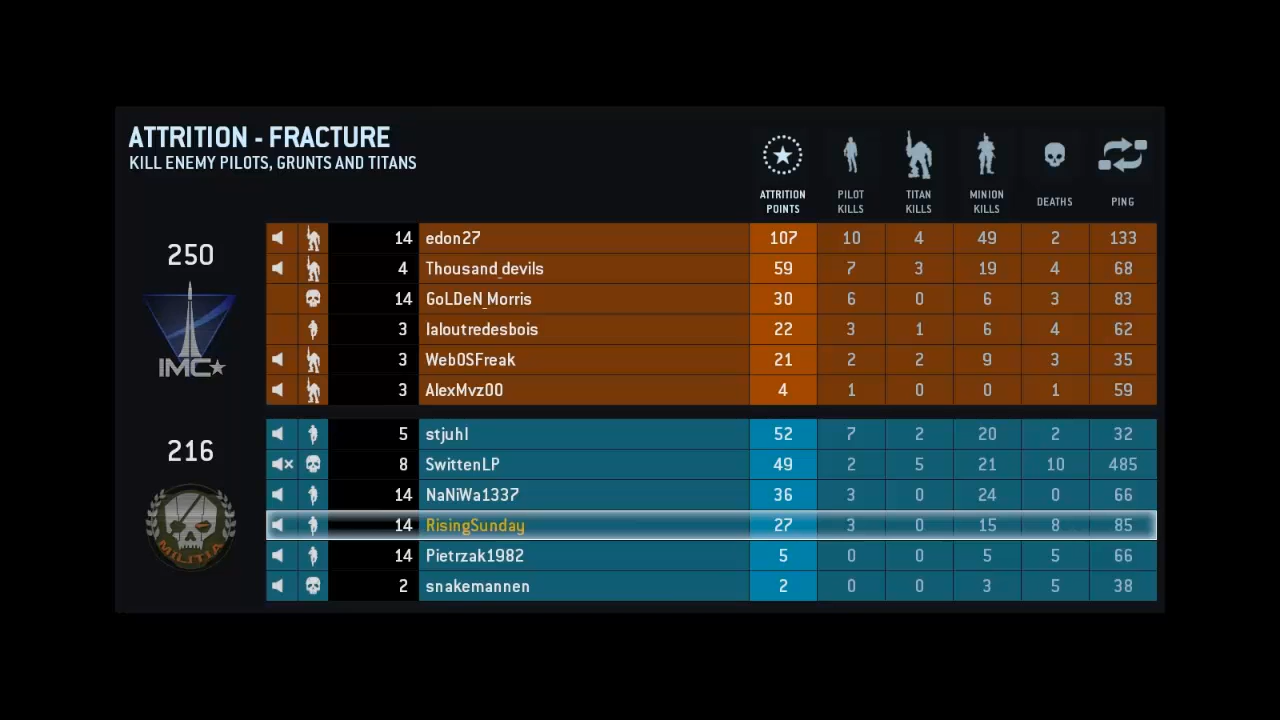 ATTRITION - FRACTURE
KILL ENEMY PILOTS, GRUNTS AND TITANS
ATTRITION POINTS PILOT KILLS TITAN KILLS MINION KILLS DEATHS PING
250
IMC
14 edon27 107 10 4 49 2 133
4 Thousand_devils 59 7 3 19 4 68
14 GoLDeN_Morris 30 6 0 6 3 83
3 laloutredesbois 22 3 1 6 4 62
3 WebOSFreak 21 2 2 9 3 35
3 AlexMvz00 4 1 0 0 1 59
216
MILITIA
5 stjuhl 52 7 2 20 2 32
8 SwittenLP 49 2 5 21 10 485
14 NaNiWa1337 36 3 0 24 0 66
14 RisingSunday 27 3 0 15 8 85
14 Pietrzak1982 5 0 0 5 5 66
2 snakemannen 2 0 0 3 5 38